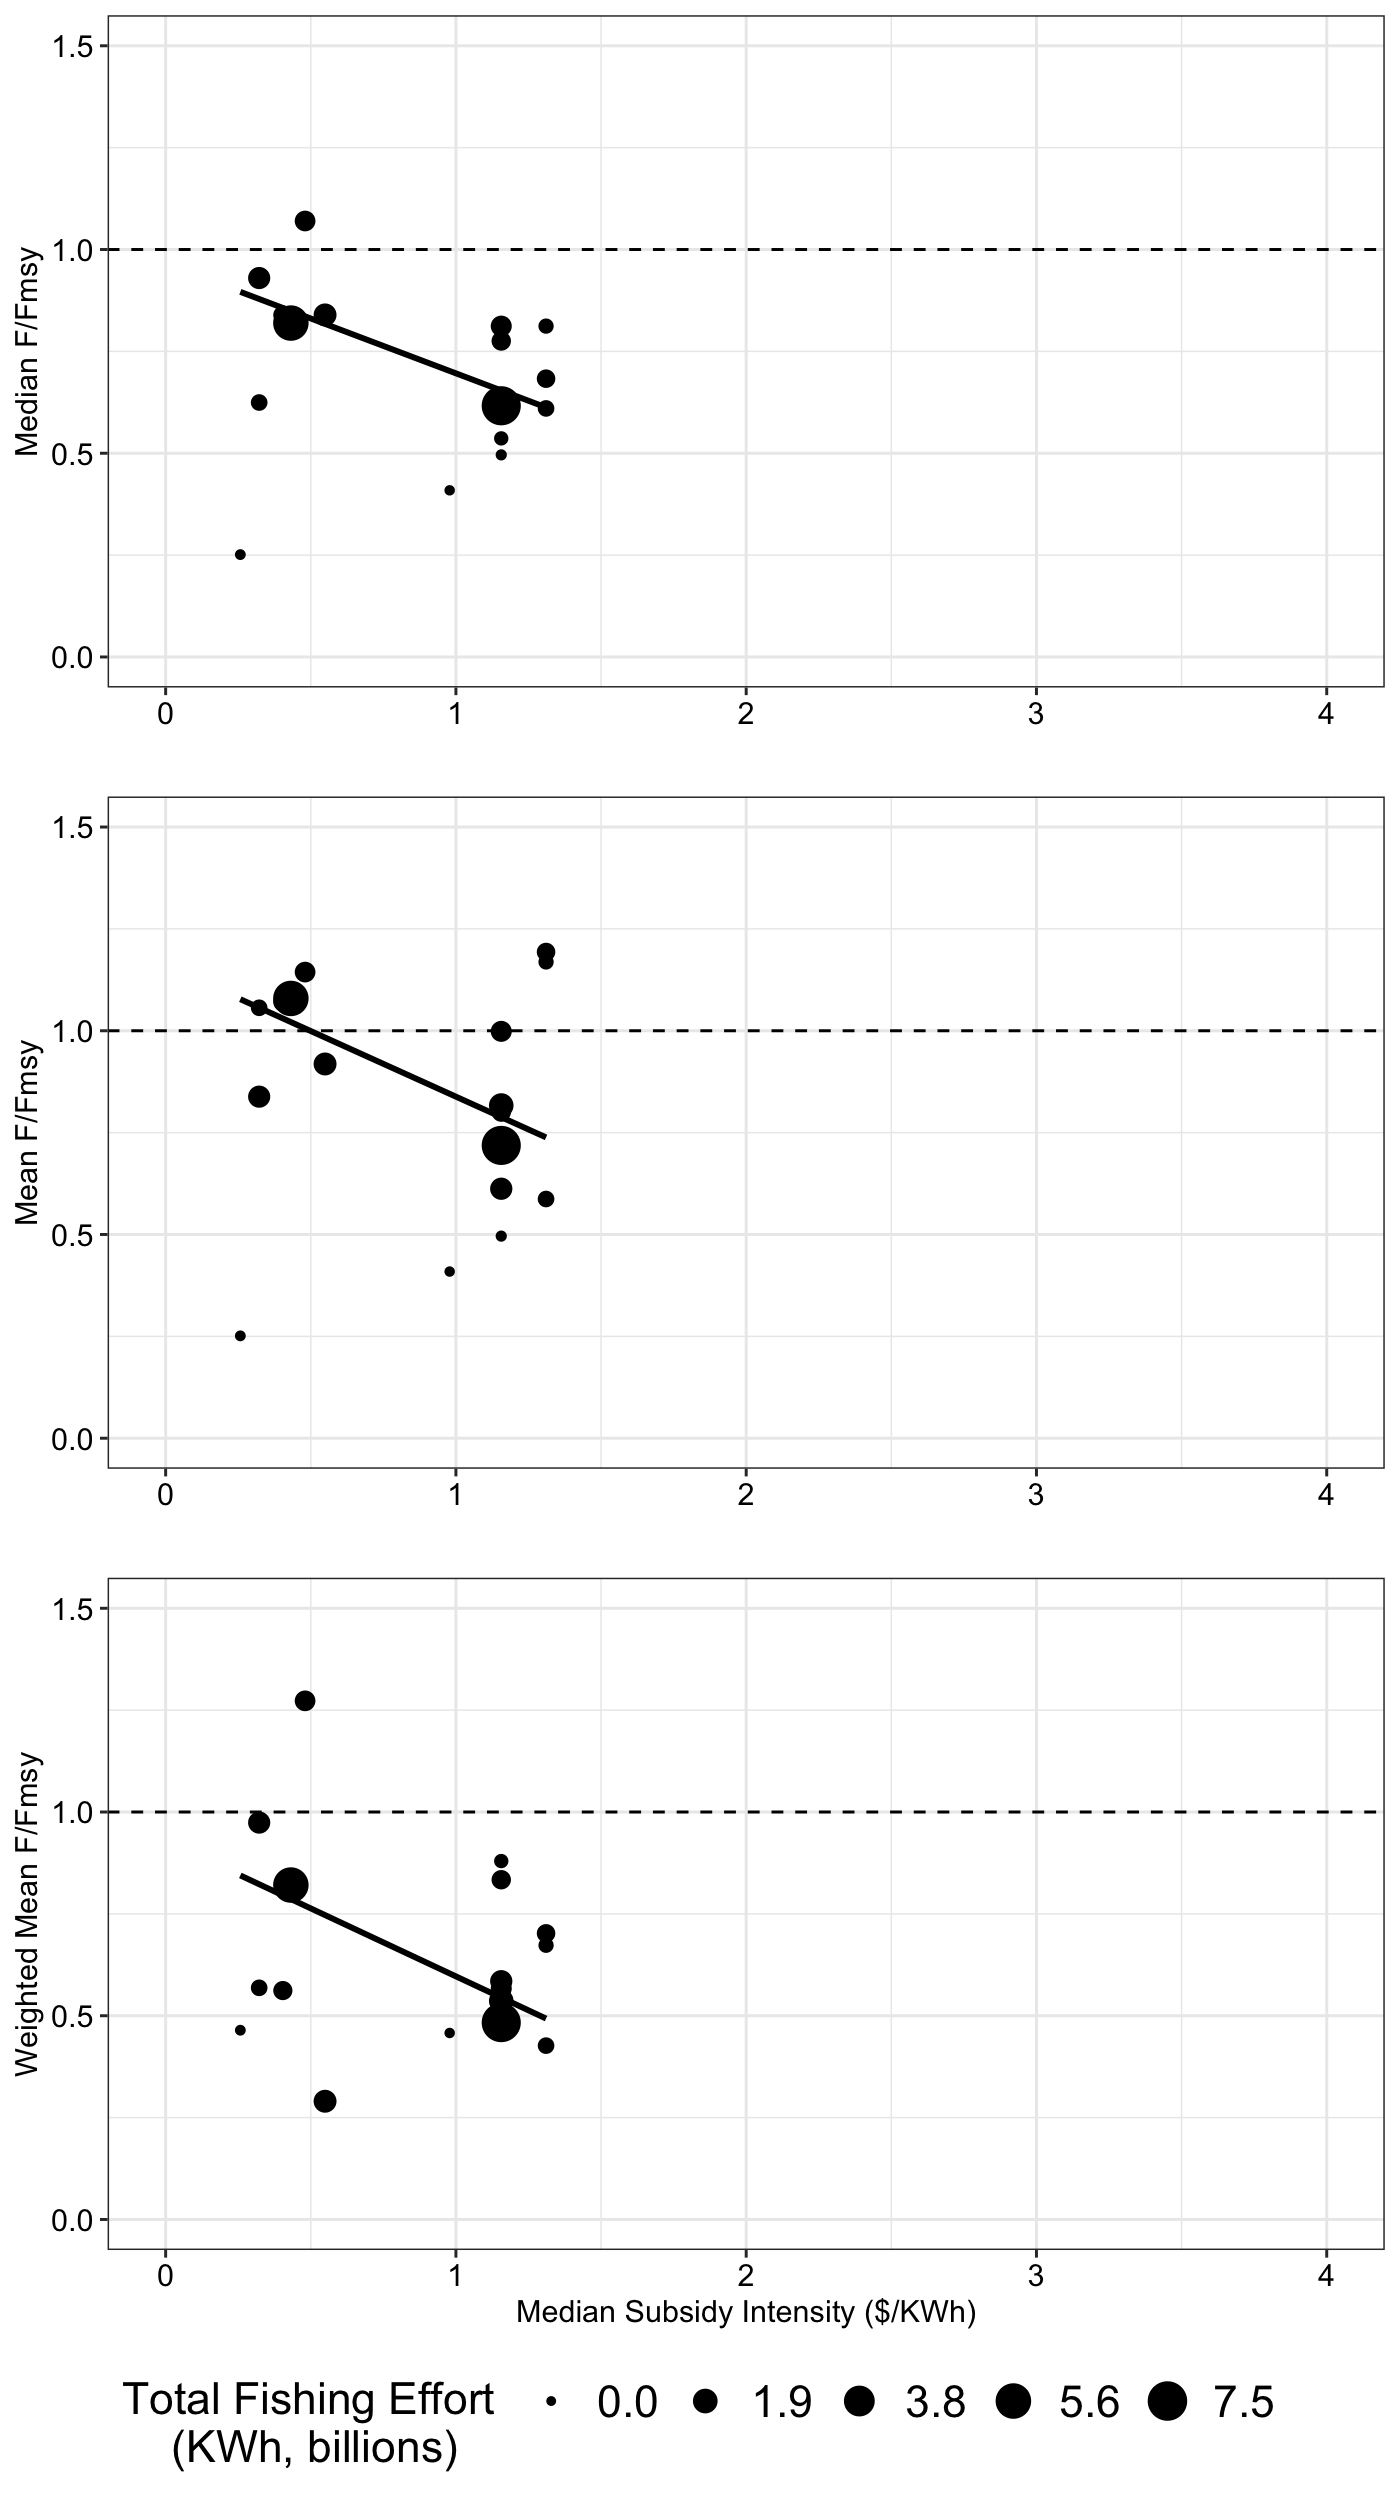 1.5
1.0
0.5
0.0
Median F/Fmsy
0 1 2 3 4
1.5
1.0
0.5
0.0
Mean F/Fmsy
0 1 2 3 4
1.5
1.0
0.5
0.0
Weighted Mean F/Fmsy
0 1 2 3 4
Median Subsidy Intensity ($/KWh)
Total Fishing Effort
(KWh, billions)
0.0 1.9 3.8 5.6 7.5